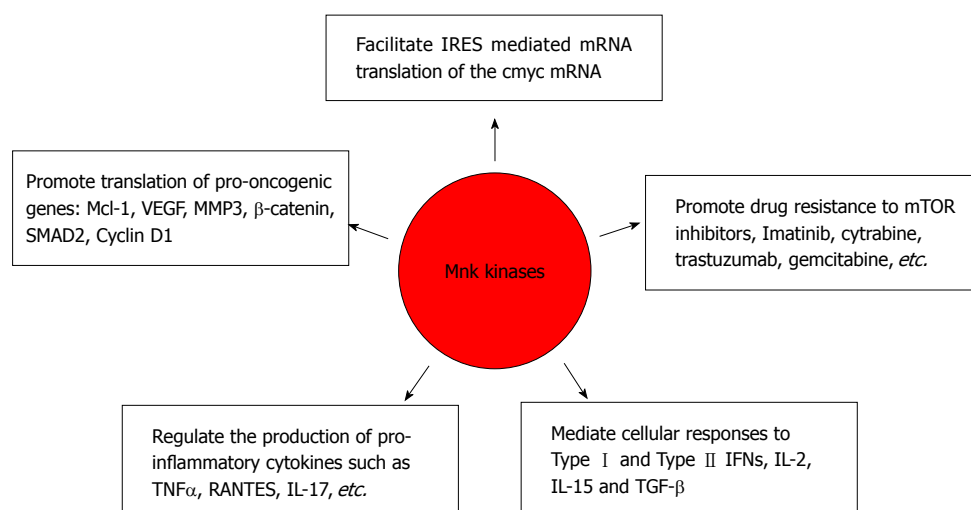 Facilitate IRES mediated mRNA
translation of the cmyc mRNA
Promote translation of pro-oncogenic
genes: Mcl-1, VEGF, MMP3, β-catenin,
SMAD2, Cyclin D1
Promote drug resistance to mTOR
inhibitors, Imatinib, cytrabine,
trastuzumab, gemcitabine, etc.
Mnk kinases
Regulate the production of pro-
inflammatory cytokines such as
TNFα, RANTES, IL-17, etc.
Mediate cellular responses to
Type Ⅰ and Type Ⅱ IFNs, IL-2,
IL-15 and TGF-β